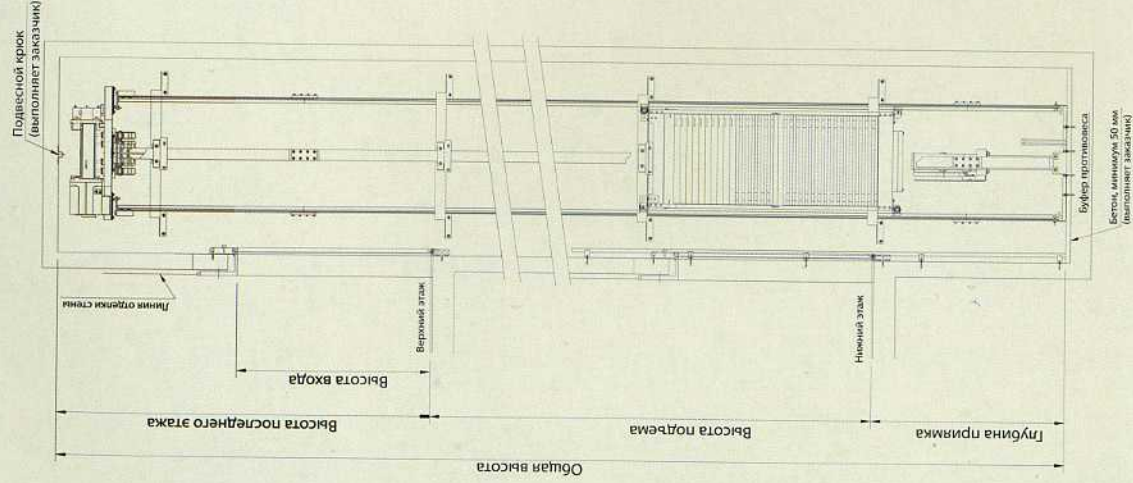 Подвесной крюк
(выполняет заказчик)
Линия отделки стены
Верхний этаж
Высота входа
Высота последнего этажа
Нижний этаж
Высота подъема
Глубина приямка
Общая высота
Буфер противовеса
Бетон, минимум 50 мм
(выполняет заказчик)